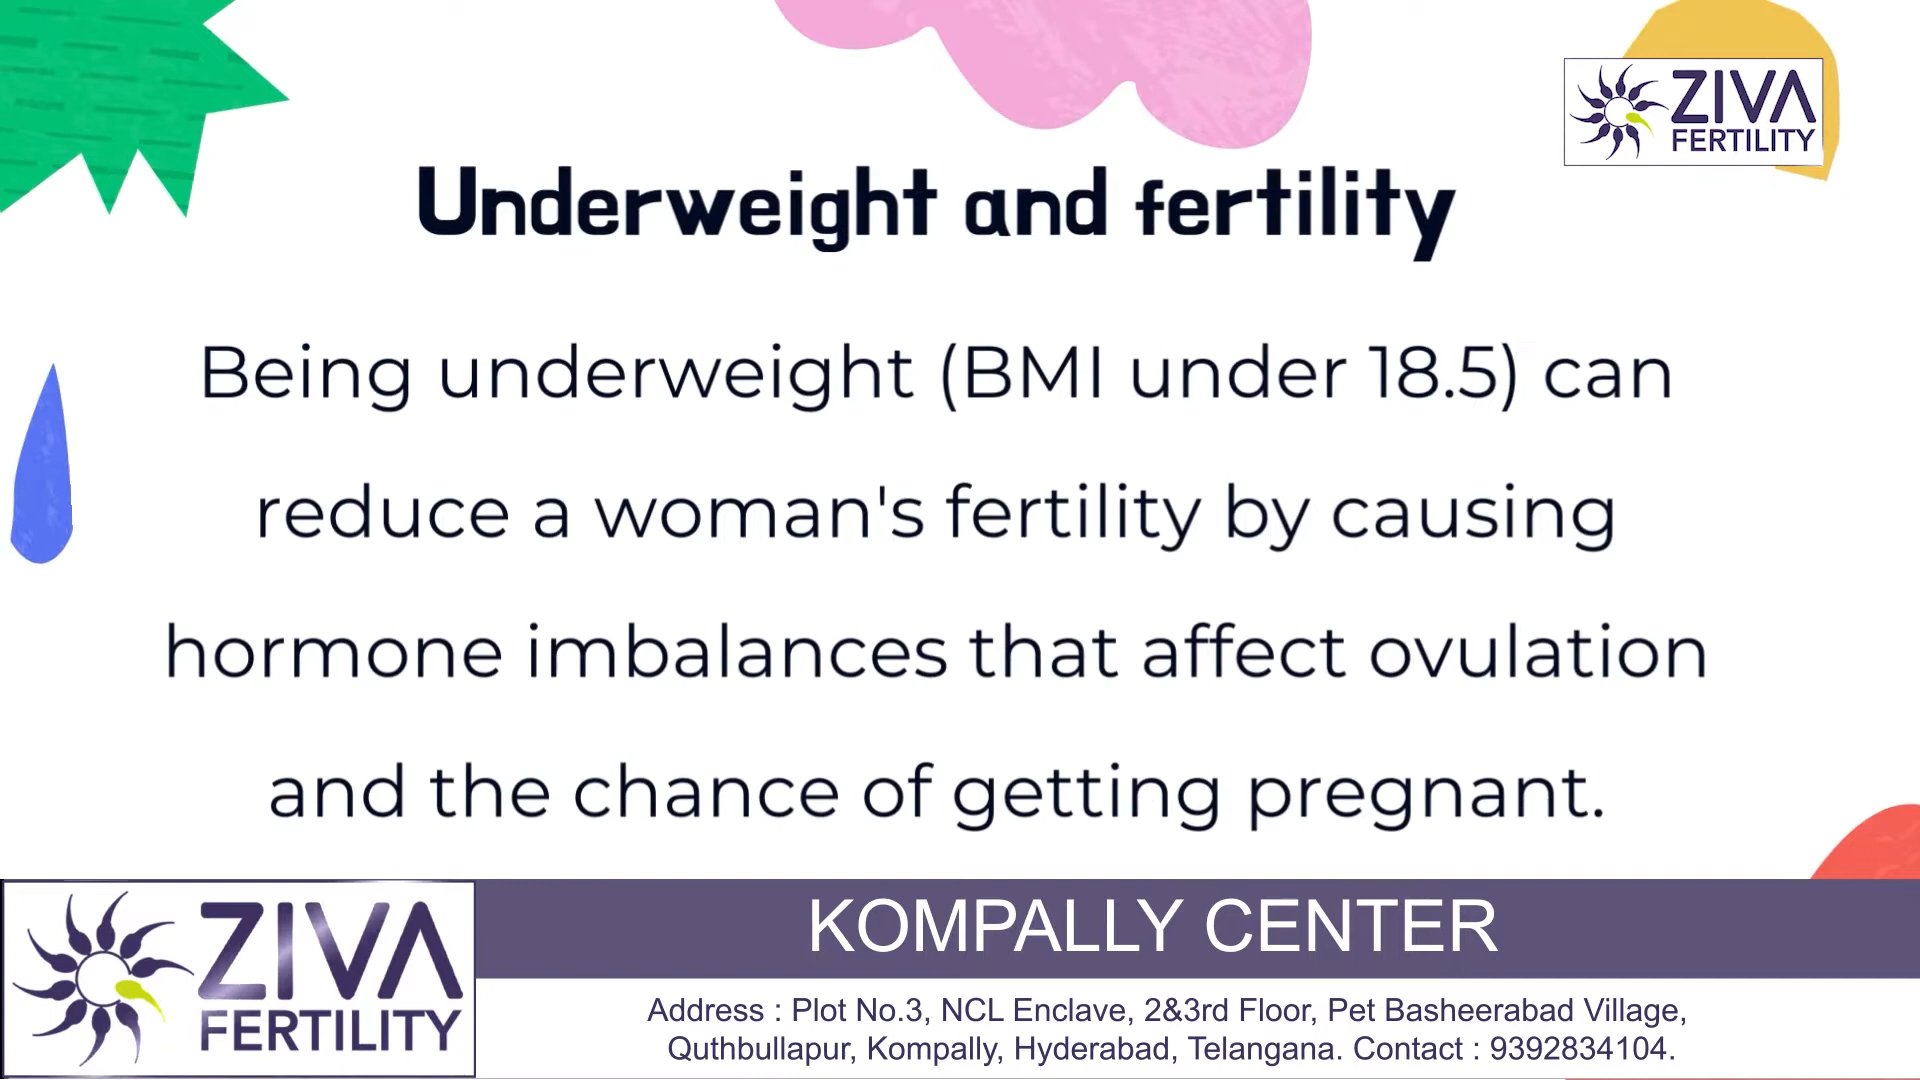 ZIVA
FERTILITY
Underweight and fertility
Being underweight (BMI under 18.5) can
reduce a woman's fertility by causing
hormone imbalances that affect ovulation
and the chance of getting pregnant.
ZIVA
FERTILITY
KOMPALLY CENTER
Address : Plot No.3, NCL Enclave, 2&3rd Floor, Pet Basheerabad Village,
Quthbullapur, Kompally, Hyderabad, Telangana. Contact : 9392834104.